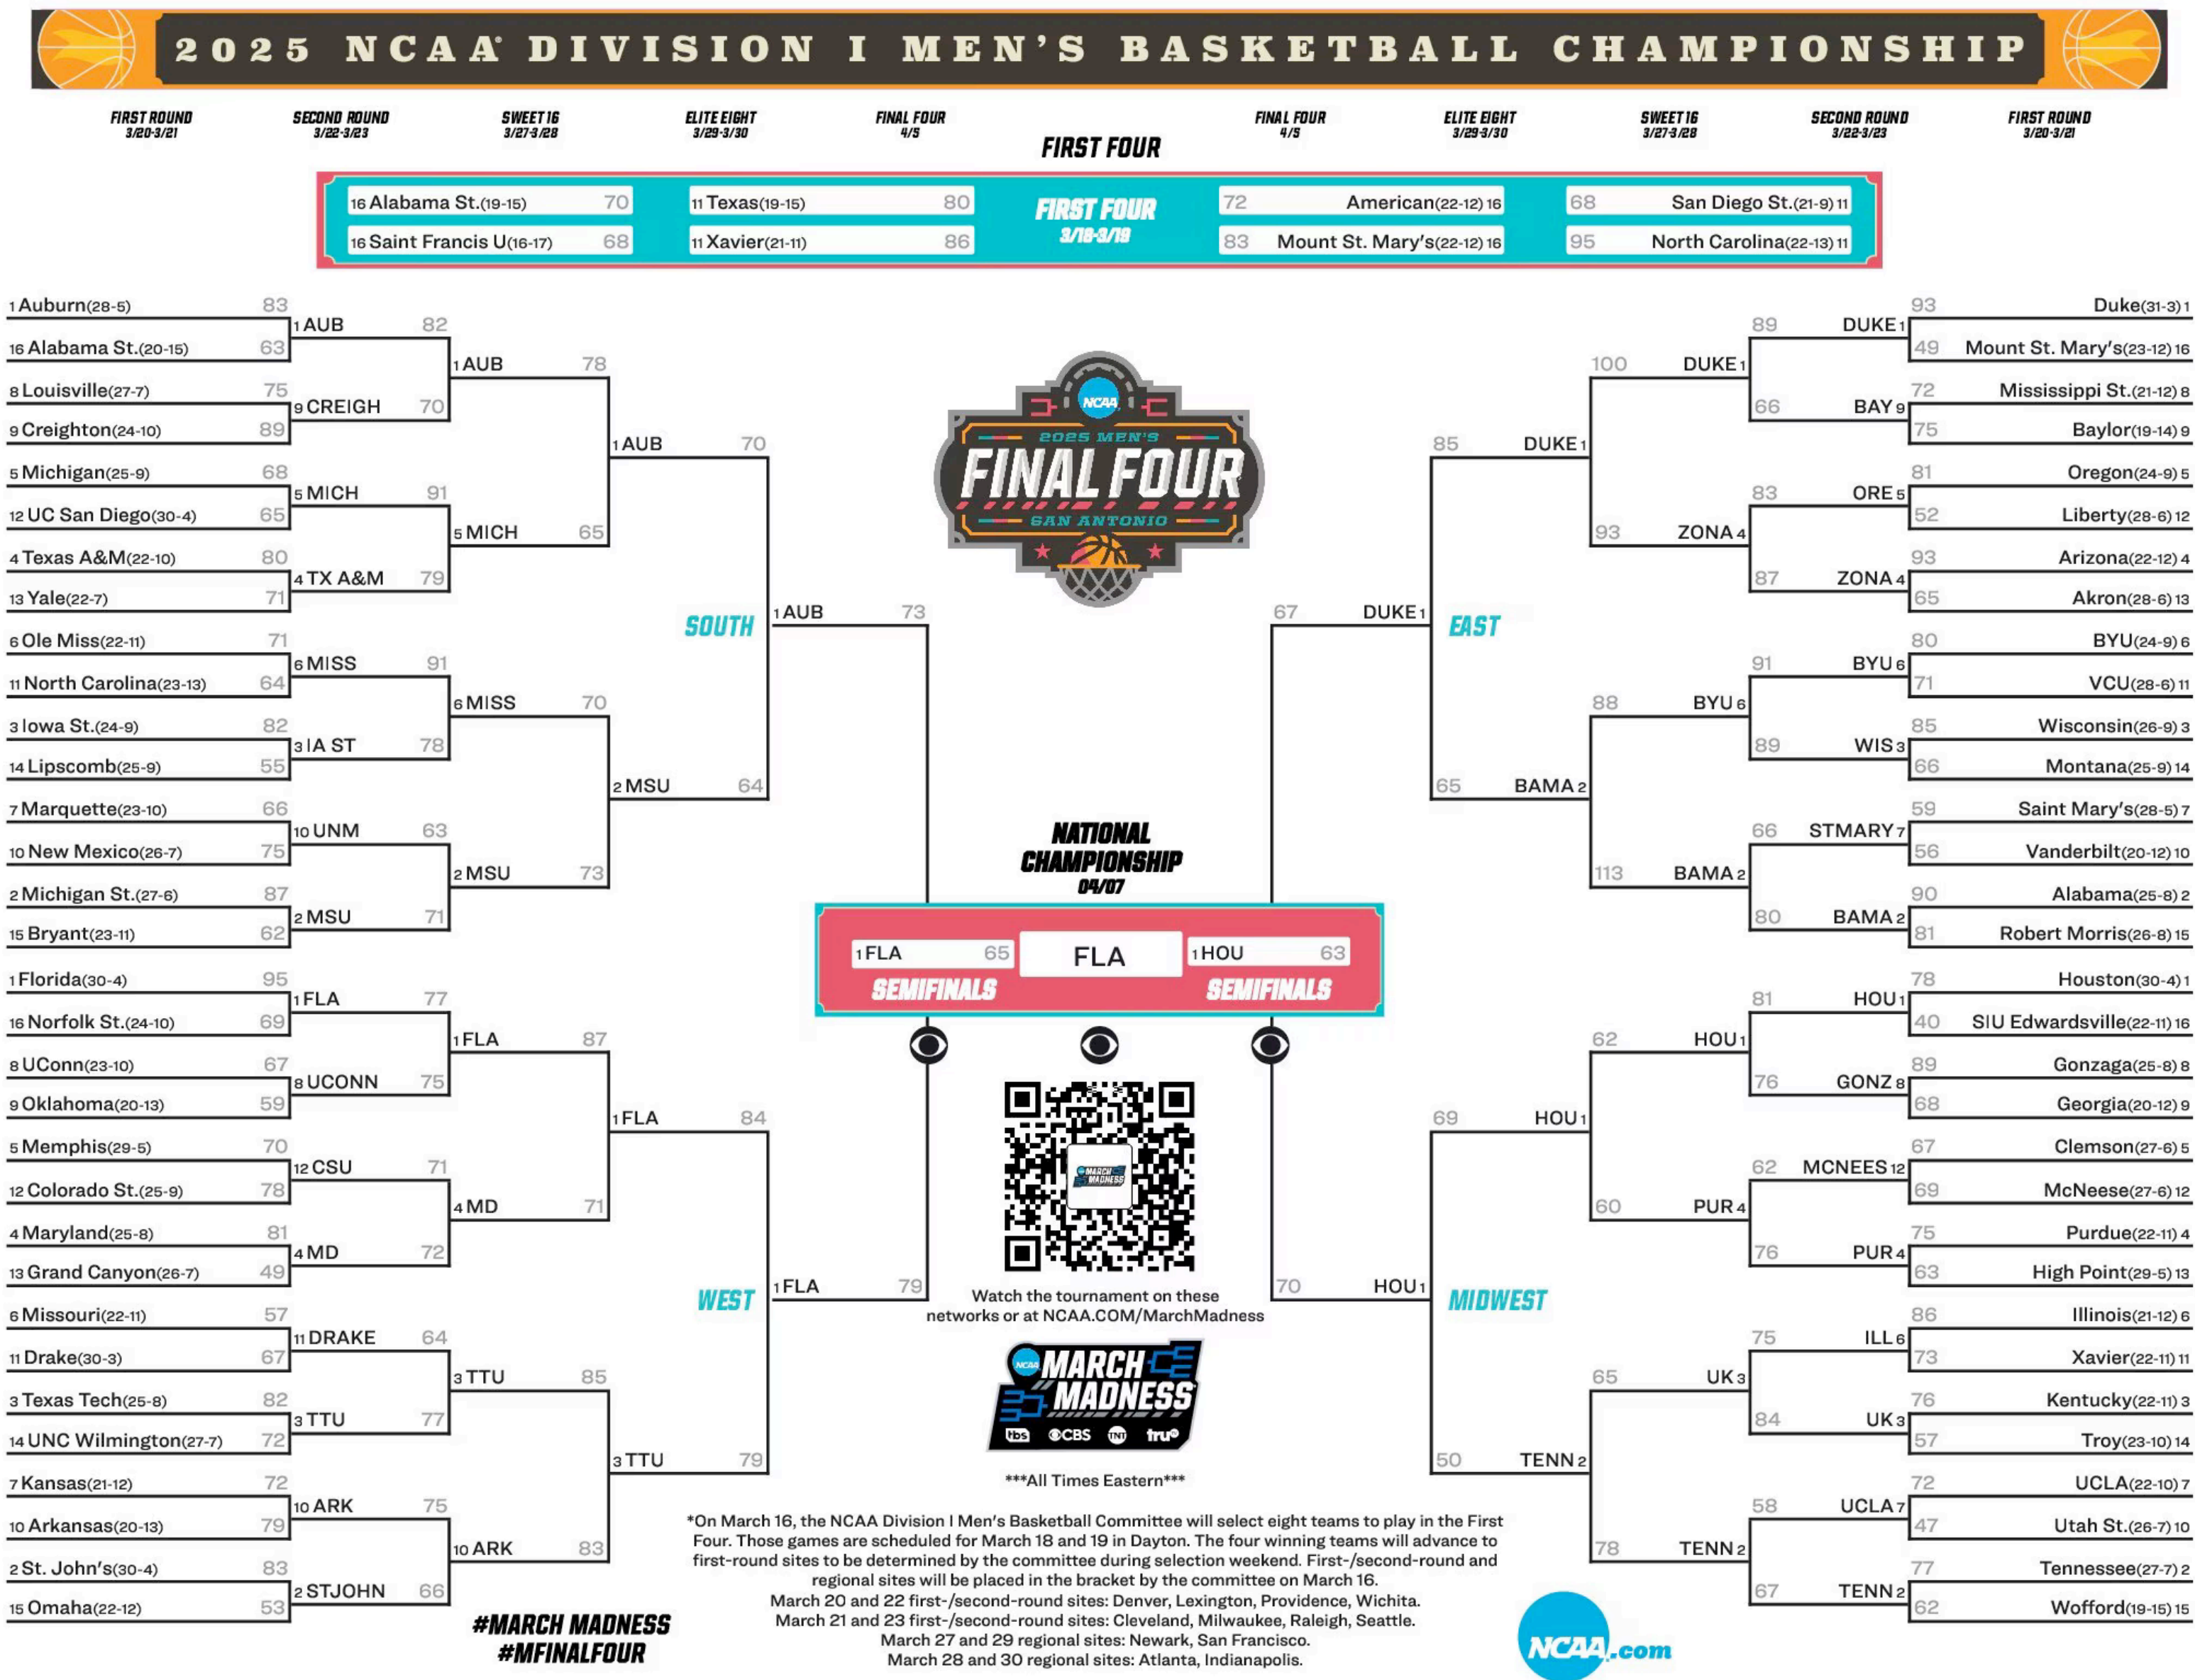 2025 NCAA® DIVISION I MEN'S BASKETBALL CHAMPIONSHIP
FIRST ROUND
3/20-3/21
SECOND ROUND
3/22-3/23
SWEET 16
3/27-3/28
ELITE EIGHT
3/29-3/30
FINAL FOUR
4/5
FIRST FOUR
FINAL FOUR
4/5
ELITE EIGHT
3/29-3/30
SWEET 16
3/27-3/28
SECOND ROUND
3/22-3/23
FIRST ROUND
3/20-3/21
16 Alabama St.(19-15) 70
16 Saint Francis U(16-17) 68
11 Texas(19-15) 80
11 Xavier(21-11) 86
FIRST FOUR
3/18-3/19
72 American(22-12) 16
83 Mount St. Mary's(22-12) 16
68 San Diego St.(21-9) 11
95 North Carolina(22-13) 11
1 Auburn(28-5) 83
16 Alabama St.(20-15) 63
8 Louisville(27-7) 75
9 Creighton(24-10) 89
5 Michigan(25-9) 68
12 UC San Diego(30-4) 65
4 Texas A&M(22-10) 80
13 Yale(22-7) 71
6 Ole Miss(22-11) 71
11 North Carolina(23-13) 64
3 Iowa St.(24-9) 82
14 Lipscomb(25-9) 55
7 Marquette(23-10) 66
10 New Mexico(26-7) 75
2 Michigan St.(27-6) 87
15 Bryant(23-11) 62
1 AUB 82
9 CREIGH 70
5 MICH 91
4 TX A&M 79
6 MISS 91
3 IA ST 78
10 UNM 63
2 MSU 71
1 AUB 78
5 MICH 65
6 MISS 70
2 MSU 73
1 AUB 70
2 MSU 64
SOUTH
1 AUB 73
1 Florida(30-4) 95
16 Norfolk St.(24-10) 69
8 UConn(23-10) 67
9 Oklahoma(20-13) 59
5 Memphis(29-5) 70
12 Colorado St.(25-9) 78
4 Maryland(25-8) 81
13 Grand Canyon(26-7) 49
6 Missouri(22-11) 57
11 Drake(30-3) 67
3 Texas Tech(25-8) 82
14 UNC Wilmington(27-7) 72
7 Kansas(21-12) 72
10 Arkansas(20-13) 79
2 St. John's(30-4) 83
15 Omaha(22-12) 53
1 FLA 77
8 UCONN 75
12 CSU 71
4 MD 72
11 DRAKE 64
3 TTU 77
10 ARK 75
2 STJOHN 66
1 FLA 87
4 MD 71
3 TTU 85
10 ARK 83
1 FLA 84
3 TTU 79
WEST
1 FLA 79
NCAA
2025 MEN'S
FINAL FOUR
SAN ANTONIO
NATIONAL
CHAMPIONSHIP
04/07
1 FLA 65
FLA
1 HOU 63
SEMIFINALS
SEMIFINALS
93 Duke(31-3) 1
49 Mount St. Mary's(23-12) 16
72 Mississippi St.(21-12) 8
75 Baylor(19-14) 9
81 Oregon(24-9) 5
52 Liberty(28-6) 12
93 Arizona(22-12) 4
65 Akron(28-6) 13
80 BYU(24-9) 6
71 VCU(28-6) 11
85 Wisconsin(26-9) 3
66 Montana(25-9) 14
59 Saint Mary's(28-5) 7
56 Vanderbilt(20-12) 10
90 Alabama(25-8) 2
81 Robert Morris(26-8) 15
89 DUKE 1
66 BAY 9
83 ORE 5
87 ZONA 4
91 BYU 6
89 WIS 3
66 STMARY 7
80 BAMA 2
100 DUKE 1
93 ZONA 4
88 BYU 6
113 BAMA 2
85 DUKE 1
65 BAMA 2
67 DUKE 1
EAST
78 Houston(30-4) 1
40 SIU Edwardsville(22-11) 16
89 Gonzaga(25-8) 8
68 Georgia(20-12) 9
67 Clemson(27-6) 5
69 McNeese(27-6) 12
75 Purdue(22-11) 4
63 High Point(29-5) 13
86 Illinois(21-12) 6
73 Xavier(22-11) 11
76 Kentucky(22-11) 3
57 Troy(23-10) 14
72 UCLA(22-10) 7
47 Utah St.(26-7) 10
77 Tennessee(27-7) 2
62 Wofford(19-15) 15
81 HOU 1
76 GONZ 8
62 MCNEES 12
76 PUR 4
75 ILL 6
84 UK 3
58 UCLA 7
67 TENN 2
62 HOU 1
60 PUR 4
65 UK 3
78 TENN 2
69 HOU 1
50 TENN 2
70 HOU 1
MIDWEST
MARCH
MADNESS
Watch the tournament on these
networks or at NCAA.COM/MarchMadness
NCAA
MARCH
MADNESS
tbs CBS TNT tru
***All Times Eastern***
*On March 16, the NCAA Division I Men's Basketball Committee will select eight teams to play in the First
Four. Those games are scheduled for March 18 and 19 in Dayton. The four winning teams will advance to
first-round sites to be determined by the committee during selection weekend. First-/second-round and
regional sites will be placed in the bracket by the committee on March 16.
March 20 and 22 first-/second-round sites: Denver, Lexington, Providence, Wichita.
March 21 and 23 first-/second-round sites: Cleveland, Milwaukee, Raleigh, Seattle.
March 27 and 29 regional sites: Newark, San Francisco.
March 28 and 30 regional sites: Atlanta, Indianapolis.
#MARCH MADNESS
#MFINALFOUR
NCAA.com